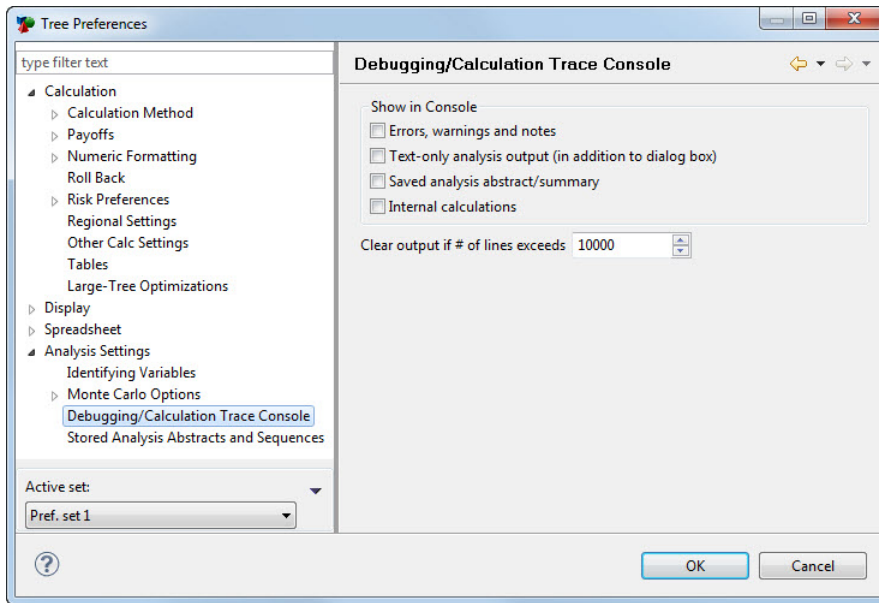 Tree Preferences
type filter text
Calculation
Calculation Method
Payoffs
Numeric Formatting
Roll Back
Risk Preferences
Regional Settings
Other Calc Settings
Tables
Large-Tree Optimizations
Display
Spreadsheet
Analysis Settings
Identifying Variables
Monte Carlo Options
Debugging/Calculation Trace Console
Stored Analysis Abstracts and Sequences
Active set:
Pref. set 1
Debugging/Calculation Trace Console
Show in Console
Errors, warnings and notes
Text-only analysis output (in addition to dialog box)
Saved analysis abstract/summary
Internal calculations
Clear output if # of lines exceeds 10000
?
OK Cancel